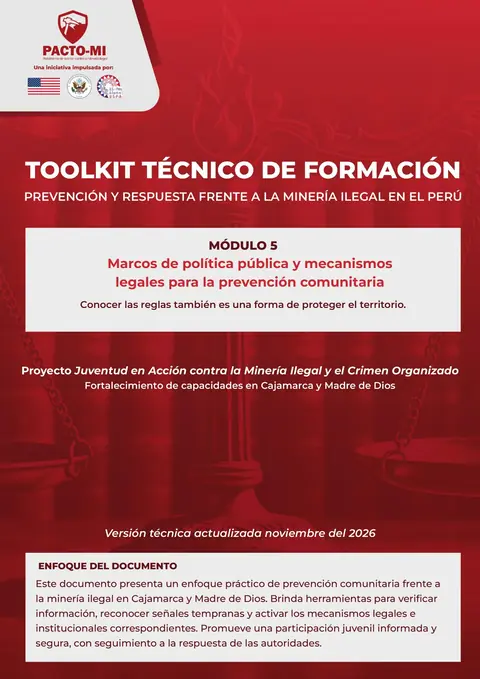 PACTO-MI
Una iniciativa impulsada por:
TOOLKIT TÉCNICO DE FORMACIÓN
PREVENCIÓN Y RESPUESTA FRENTE A LA MINERÍA ILEGAL EN EL PERÚ
MÓDULO 5
Marcos de política pública y mecanismos
legales para la prevención comunitaria
Conocer las reglas también es una forma de proteger el territorio.
Proyecto Juventud en Acción contra la Minería Ilegal y el Crimen Organizado
Fortalecimiento de capacidades en Cajamarca y Madre de Dios
Versión técnica actualizada noviembre del 2026
ENFOQUE DEL DOCUMENTO
Este documento presenta un enfoque práctico de prevención comunitaria frente a
la minería ilegal en Cajamarca y Madre de Dios. Brinda herramientas para verificar
información, reconocer señales tempranas y activar los mecanismos legales e
institucionales correspondientes. Promueve una participación juvenil informada y
segura, con seguimiento a la respuesta de las autoridades.